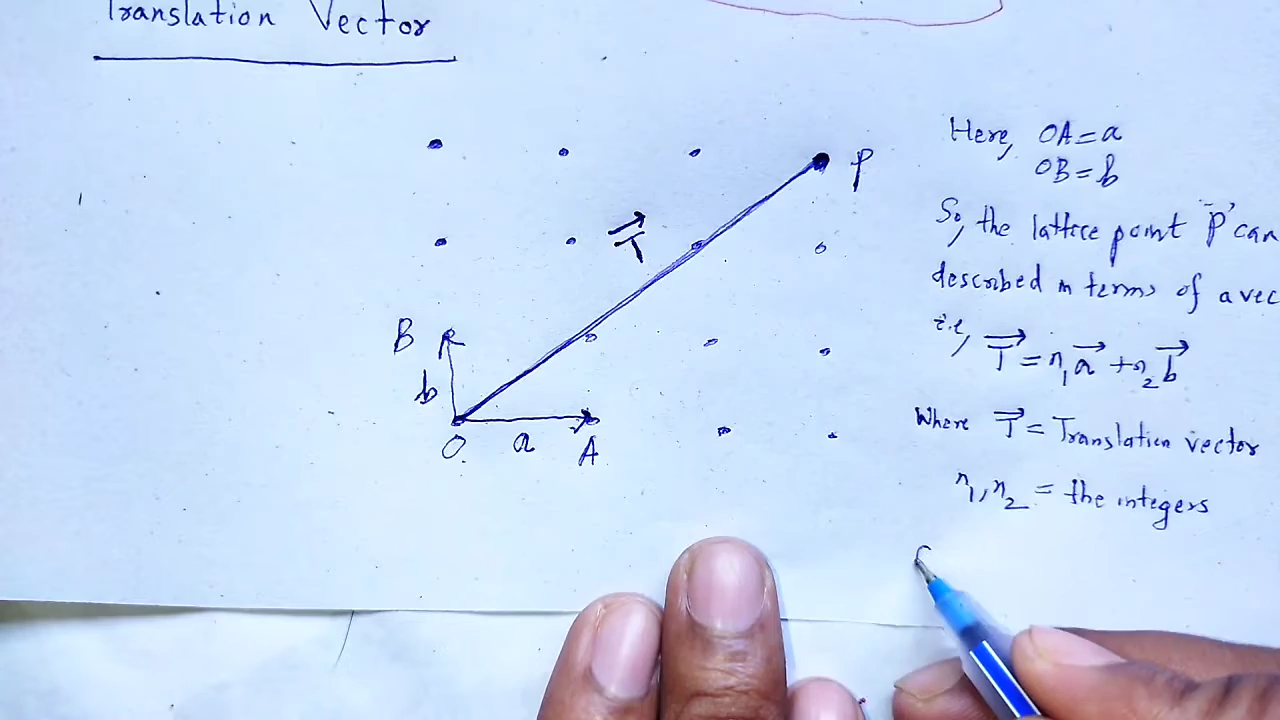 Translation Vector
P
T
B
b
O
a
A
Here, OA = a
OB = b
So, the lattice point "P" can
described in terms of a vec
i.e, T = n₁a + n₂b
Where T = Translation vector
n₁, n₂ = the integers